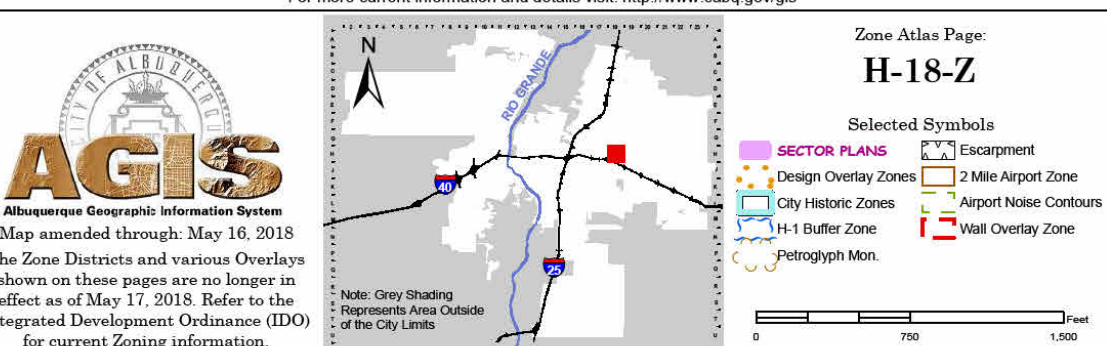 For more current information and details visit: http://www.cabq.gov/gis
CITY OF ALBUQUERQUE
AGIS
Albuquerque Geographic Information System
Map amended through: May 16, 2018
he Zone Districts and various Overlays
shown on these pages are no longer in
effect as of May 17, 2018. Refer to the
tegrated Development Ordinance (IDO)
for current Zoning information.
N
RIO GRANDE
40
25
Note: Grey Shading
Represents Area Outside
of the City Limits
Zone Atlas Page:
H-18-Z
Selected Symbols
SECTOR PLANS
Design Overlay Zones
City Historic Zones
H-1 Buffer Zone
Petroglyph Mon.
Escarpment
2 Mile Airport Zone
Airport Noise Contours
Wall Overlay Zone
Feet
0 750 1,500